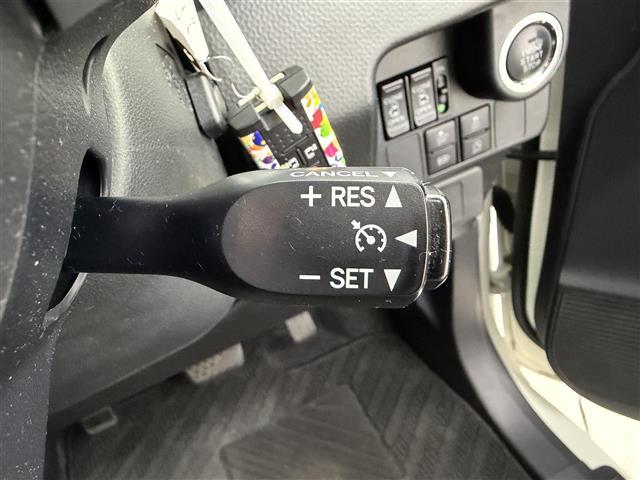 CANCEL ▼
+ RES ▲
◀
− SET ▼